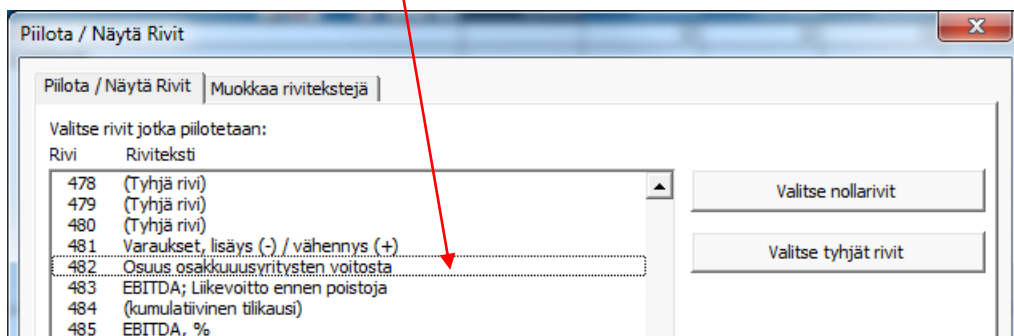 Piilota / Näytä Rivit
Piilota / Näytä Rivit Muokkaa rivitekstejä
Valitse rivit jotka piilotetaan:
Rivi Riviteksti
478 (Tyhjä rivi)
479 (Tyhjä rivi)
480 (Tyhjä rivi)
481 Varaukset, lisäys (-) / vähennys (+)
482 Osuus osakkuuusyritysten voitosta
483 EBITDA; Liikevoitto ennen poistoja
484 (kumulatiivinen tilikausi)
485 EBITDA, %
Valitse nollarivit
Valitse tyhjät rivit